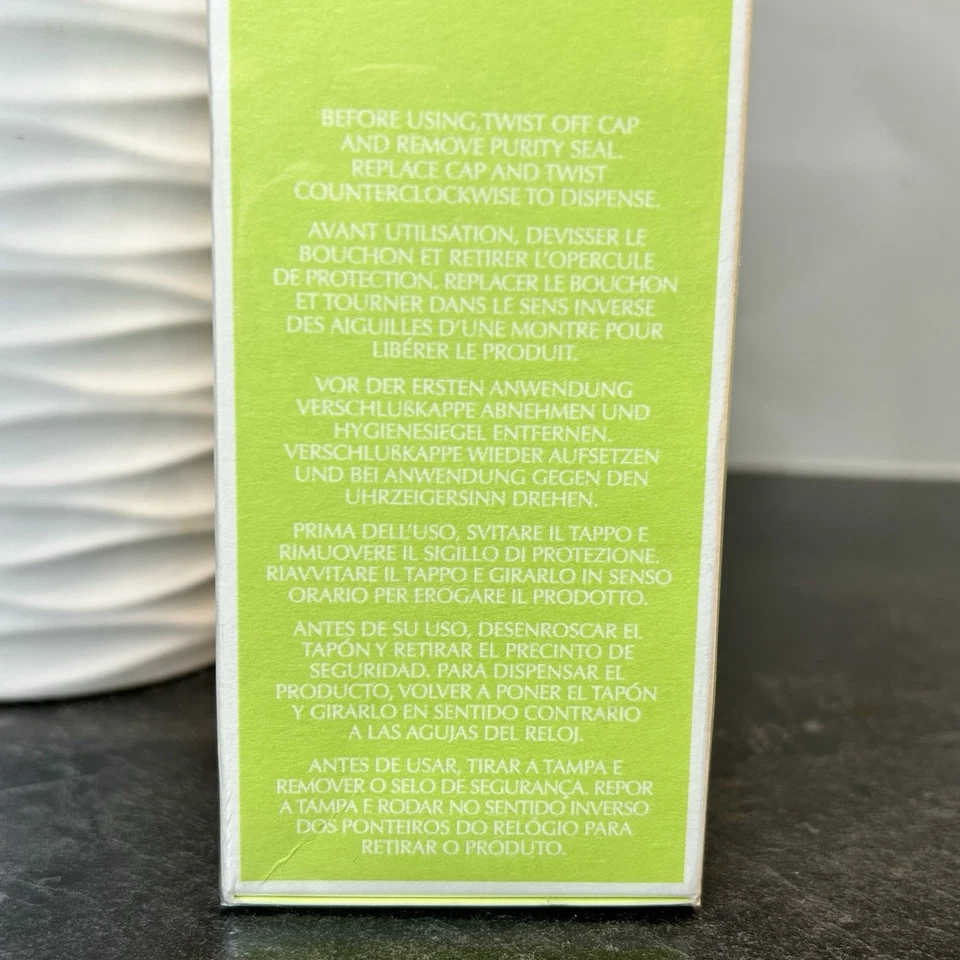 BEFORE USING, TWIST OFF CAP
AND REMOVE PURITY SEAL.
REPLACE CAP AND TWIST
COUNTERCLOCKWISE TO DISPENSE.
AVANT UTILISATION, DEVISSER LE
BOUCHON ET RETIRER L'OPERCULE
DE PROTECTION. REPLACER LE BOUCHON
ET TOURNER DANS LE SENS INVERSE
DES AIGUILLES D'UNE MONTRE POUR
LIBÉRER LE PRODUIT.
VOR DER ERSTEN ANWENDUNG
VERSCHLUßKAPPE ABNEHMEN UND
HYGIENESIEGEL ENTFERNEN.
VERSCHLUßKAPPE WIEDER AUFSETZEN
UND BEI ANWENDUNG GEGEN DEN
UHRZEIGERSINN DREHEN.
PRIMA DELL'USO, SVITARE IL TAPPO E
RIMUOVERE IL SIGILLO DI PROTEZIONE.
RIAVVITARE IL TAPPO E GIRARLO IN SENSO
ORARIO PER EROGARE IL PRODOTTO.
ANTES DE SU USO, DESENROSCAR EL
TAPÓN Y RETIRAR EL PRECINTO DE
SEGURIDAD. PARA DISPENSAR EL
PRODUCTO, VOLVER A PONER EL TAPÓN
Y GIRARLO EN SENTIDO CONTRARIO
A LAS AGUJAS DEL RELOJ.
ANTES DE USAR, TIRAR A TAMPA E
REMOVER O SELO DE SEGURANÇA. REPOR
A TAMPA E RODAR NO SENTIDO INVERSO
DOS PONTEIROS DO RELÓGIO PARA
RETIRAR O PRODUTO.